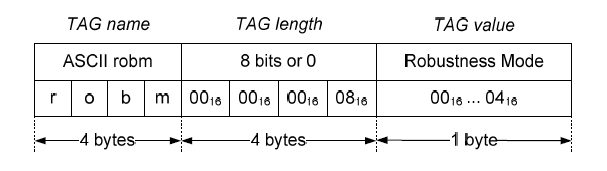 TAG name TAG length TAG value
ASCII robm 8 bits or 0 Robustness Mode
r o b m 00₁₆ 00₁₆ 00₁₆ 08₁₆ 00₁₆ ... 04₁₆
4 bytes 4 bytes 1 byte